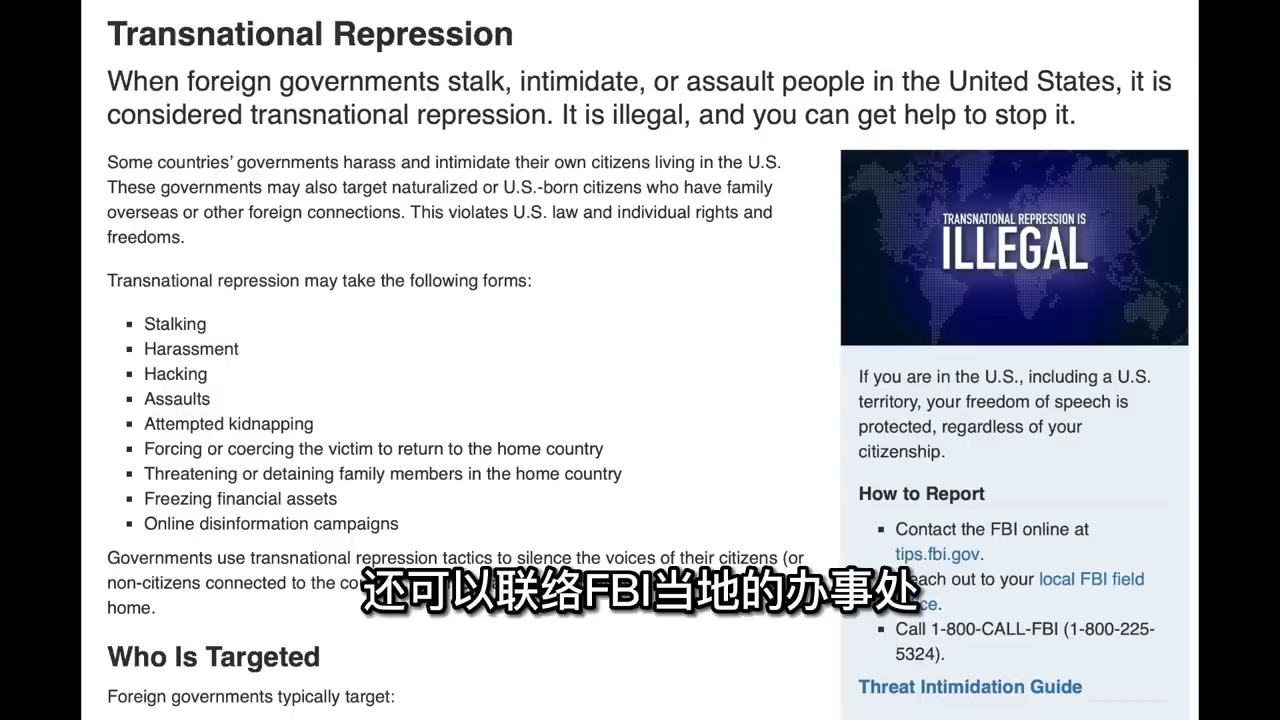 Transnational Repression
When foreign governments stalk, intimidate, or assault people in the United States, it is
considered transnational repression. It is illegal, and you can get help to stop it.
Some countries' governments harass and intimidate their own citizens living in the U.S.
These governments may also target naturalized or U.S.-born citizens who have family
overseas or other foreign connections. This violates U.S. law and individual rights and
freedoms.
Transnational repression may take the following forms:
Stalking
Harassment
Hacking
Assaults
Attempted kidnapping
Forcing or coercing the victim to return to the home country
Threatening or detaining family members in the home country
Freezing financial assets
Online disinformation campaigns
Governments use transnational repression tactics to silence the voices of their citizens (or
non-citizens connected to the
home.
Who Is Targeted
Foreign governments typically target:
TRANSNATIONAL REPRESSION IS
ILLEGAL
If you are in the U.S., including a U.S.
territory, your freedom of speech is
protected, regardless of your
citizenship.
How to Report
Contact the FBI online at
tips.fbi.gov.
out to your local FBI field
Call 1-800-CALL-FBI (1-800-225-
5324).
Threat Intimidation Guide
还可以联络FBI当地的办事处